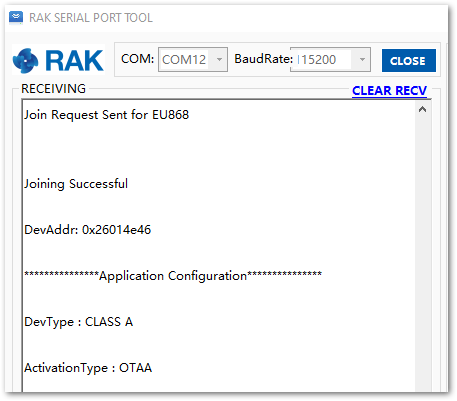 RAK SERIAL PORT TOOL
RAK COM: COM12 BaudRate: 115200 CLOSE
RECEIVING CLEAR RECV
Join Request Sent for EU868
Joining Successful
DevAddr: 0x26014e46
***************Application Configuration***************
DevType : CLASS A
ActivationType : OTAA